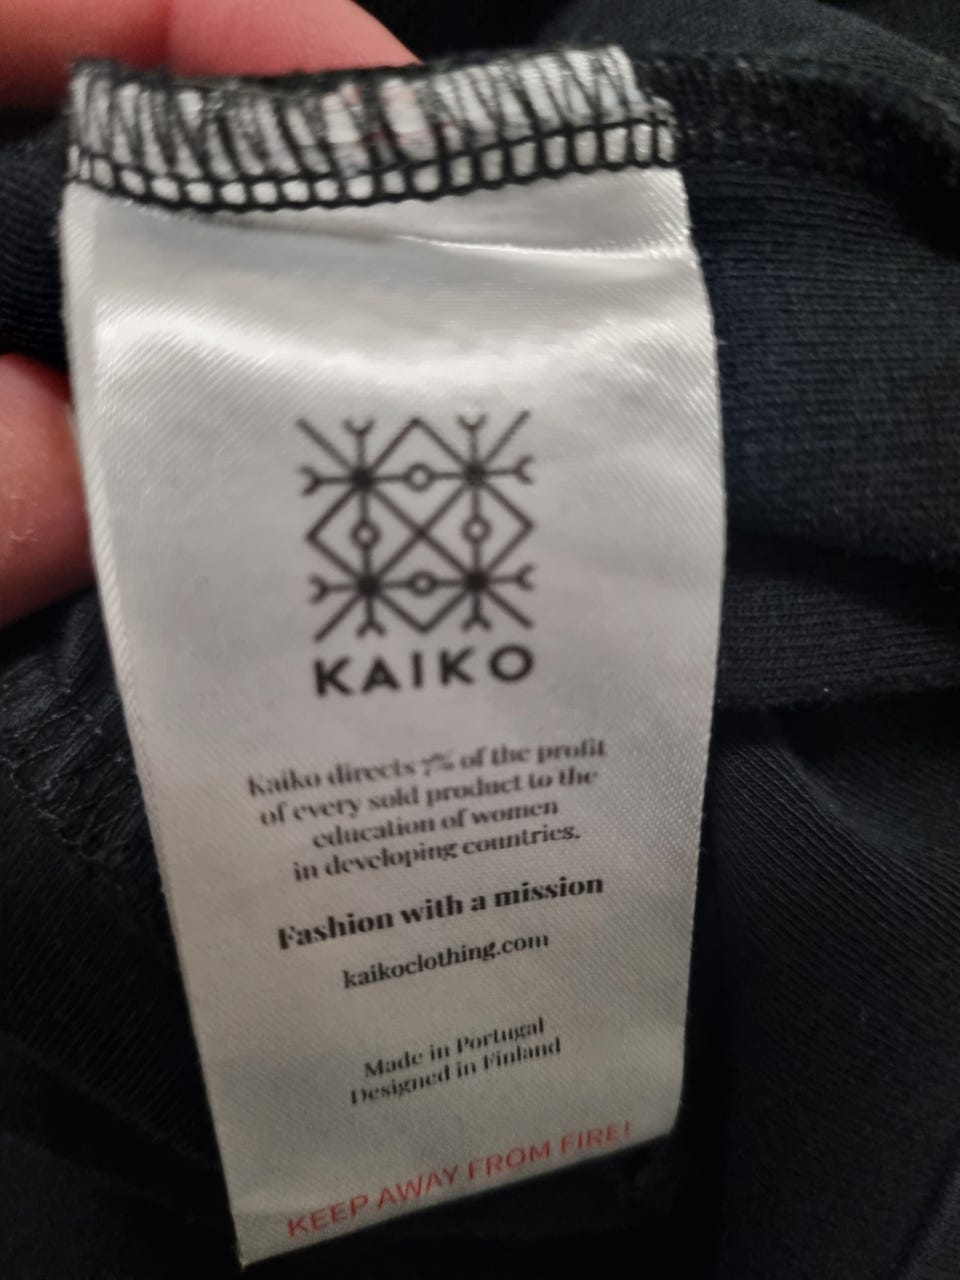 KAIKO
Kaiko directs 7% of the profit
of every sold product to the
education of women
in developing countries.
Fashion with a mission
kaikoclothing.com
Made in Portugal
Designed in Finland
KEEP AWAY FROM FIRE!